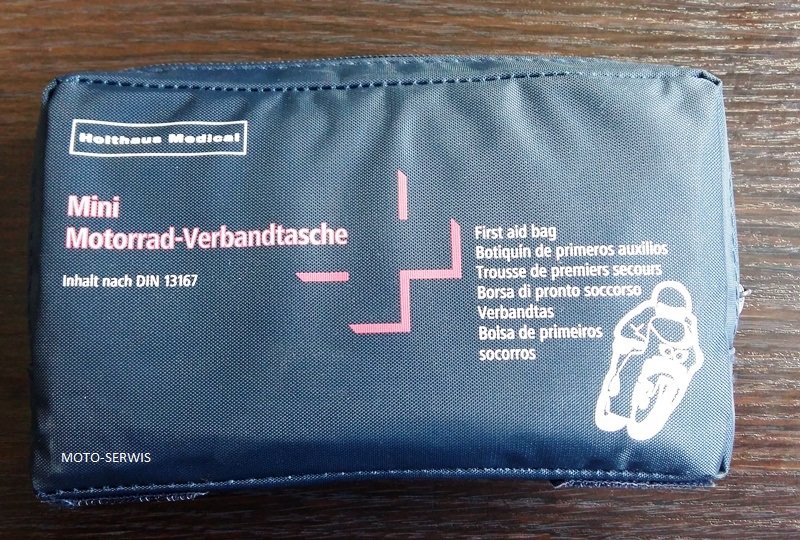 Holthaus Medical
Mini
Motorrad-Verbandtasche
Inhalt nach DIN 13167
First aid bag
Botiquín de primeros auxilios
Trousse de premiers secours
Borsa di pronto soccorso
Verbandtas
Bolsa de primeiros
socorros
MOTO-SERWIS